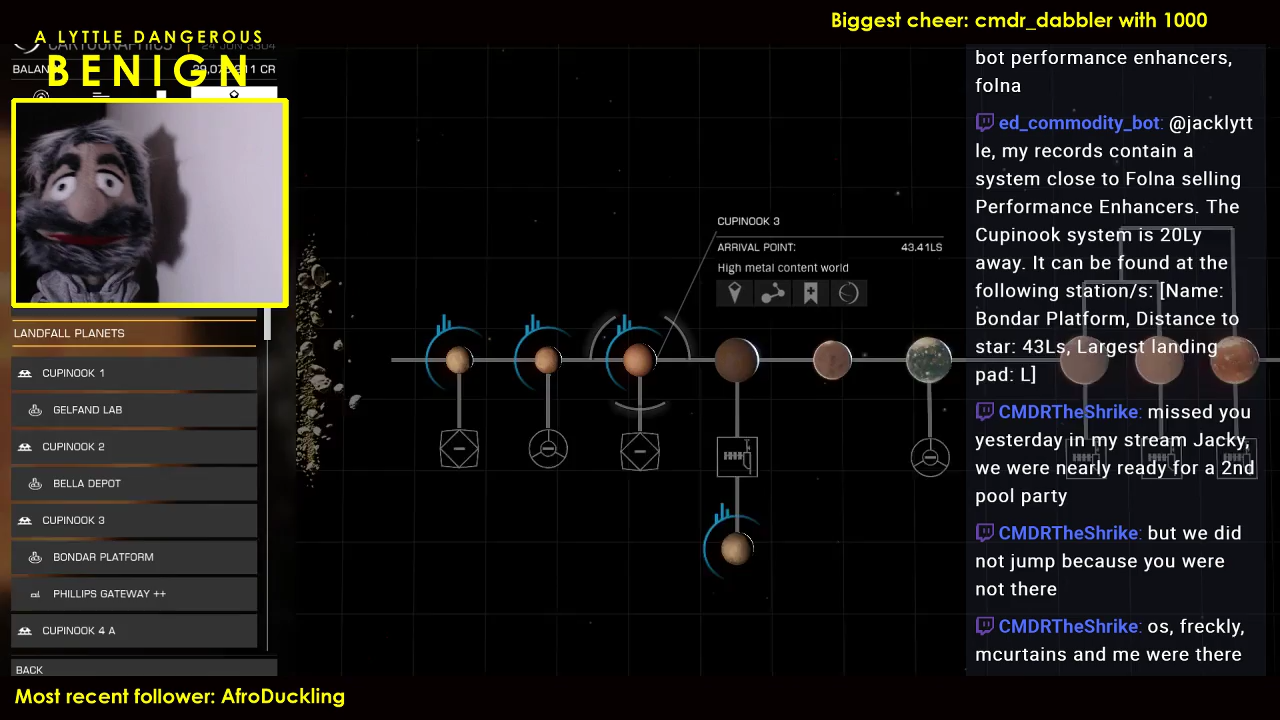 A LYTTLE DANGEROUS
BENIGN
CARTOGRAPHICS | 24 JUN 3304
Biggest cheer: cmdr_dabbler with 1000
LANDFALL PLANETS
CUPINOOK 1
GELFAND LAB
CUPINOOK 2
BELLA DEPOT
CUPINOOK 3
BONDAR PLATFORM
PHILLIPS GATEWAY ++
CUPINOOK 4 A
BACK
CUPINOOK 3
ARRIVAL POINT: 43.41LS
High metal content world
bot performance enhancers,
folna
ed_commodity_bot: @jacklytt
le, my records contain a
system close to Folna selling
Performance Enhancers. The
Cupinook system is 20Ly
away. It can be found at the
following station/s: [Name:
Bondar Platform, Distance to
star: 43Ls, Largest landing
pad: L]
CMDRTheShrike: missed you
yesterday in my stream Jacky,
we were nearly ready for a 2nd
pool party
CMDRTheShrike: but we did
not jump because you were
not there
CMDRTheShrike: os, freckly,
mcurtains and me were there
Most recent follower: AfroDuckling